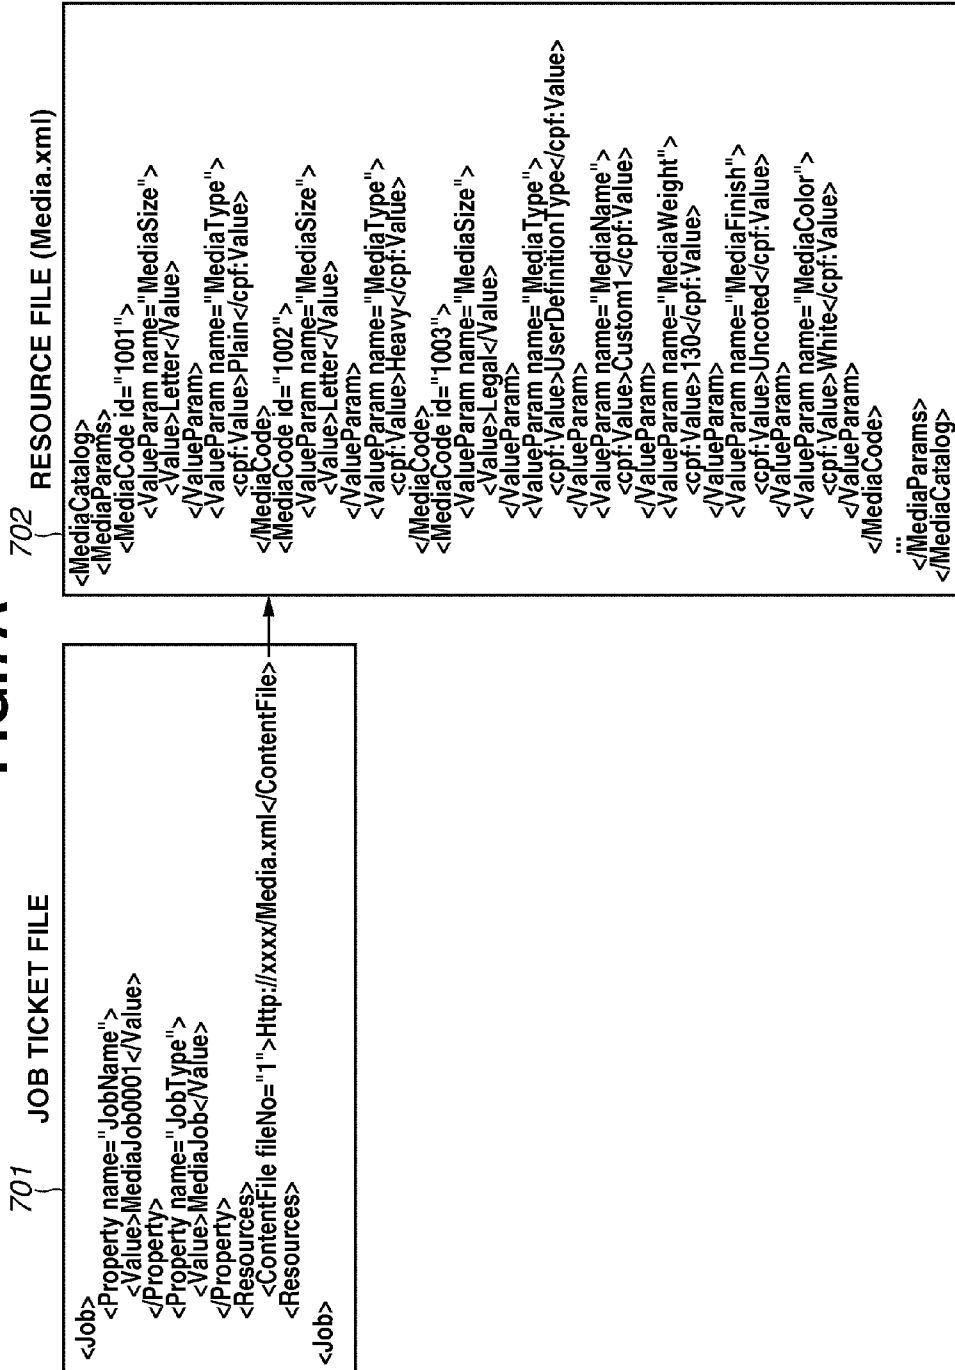 FIG.7A
701
JOB TICKET FILE
<Job>
<Property name="JobName">
<Value>MediaJob0001</Value>
</Property>
<Property name="JobType">
<Value>MediaJob</Value>
</Property>
<Resources>
<ContentFile fileNo="1">Http://xxxx/Media.xml</ContentFile>
<Resources>
<Job>
702
RESOURCE FILE (Media.xml)
<MediaCatalog>
<MediaParams>
<MediaCode id="1001">
<ValueParam name="MediaSize">
<Value>Letter</Value>
</ValueParam>
<ValueParam name="MediaType">
<cpf:Value>Plain</cpf:Value>
</MediaCode>
<MediaCode id="1002">
<ValueParam name="MediaSize">
<Value>Letter</Value>
</ValueParam>
<ValueParam name="MediaType">
<cpf:Value>Heavy</cpf:Value>
</MediaCode>
<MediaCode id="1003">
<ValueParam name="MediaSize">
<Value>Legal</Value>
</ValueParam>
<ValueParam name="MediaType">
<cpf:Value>UserDefinitionType</cpf:Value>
</ValueParam>
<ValueParam name="MediaName">
<cpf:Value>Custom1</cpf:Value>
</ValueParam>
<ValueParam name="MediaWeight">
<cpf:Value>130</cpf:Value>
</ValueParam>
<ValueParam name="MediaFinish">
<cpf:Value>Uncoted</cpf:Value>
</ValueParam>
<ValueParam name="MediaColor">
<cpf:Value>White</cpf:Value>
</ValueParam>
</MediaCode>
...
</MediaParams>
</MediaCatalog>